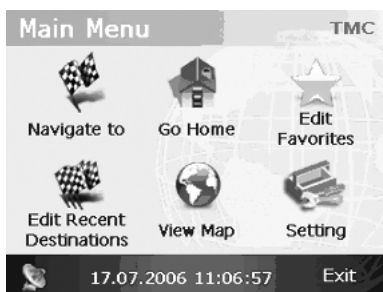 Main Menu
TMC
Navigate to
Go Home
Edit
Favorites
Edit Recent
Destinations
View Map
Setting
17.07.2006 11:06:57
Exit